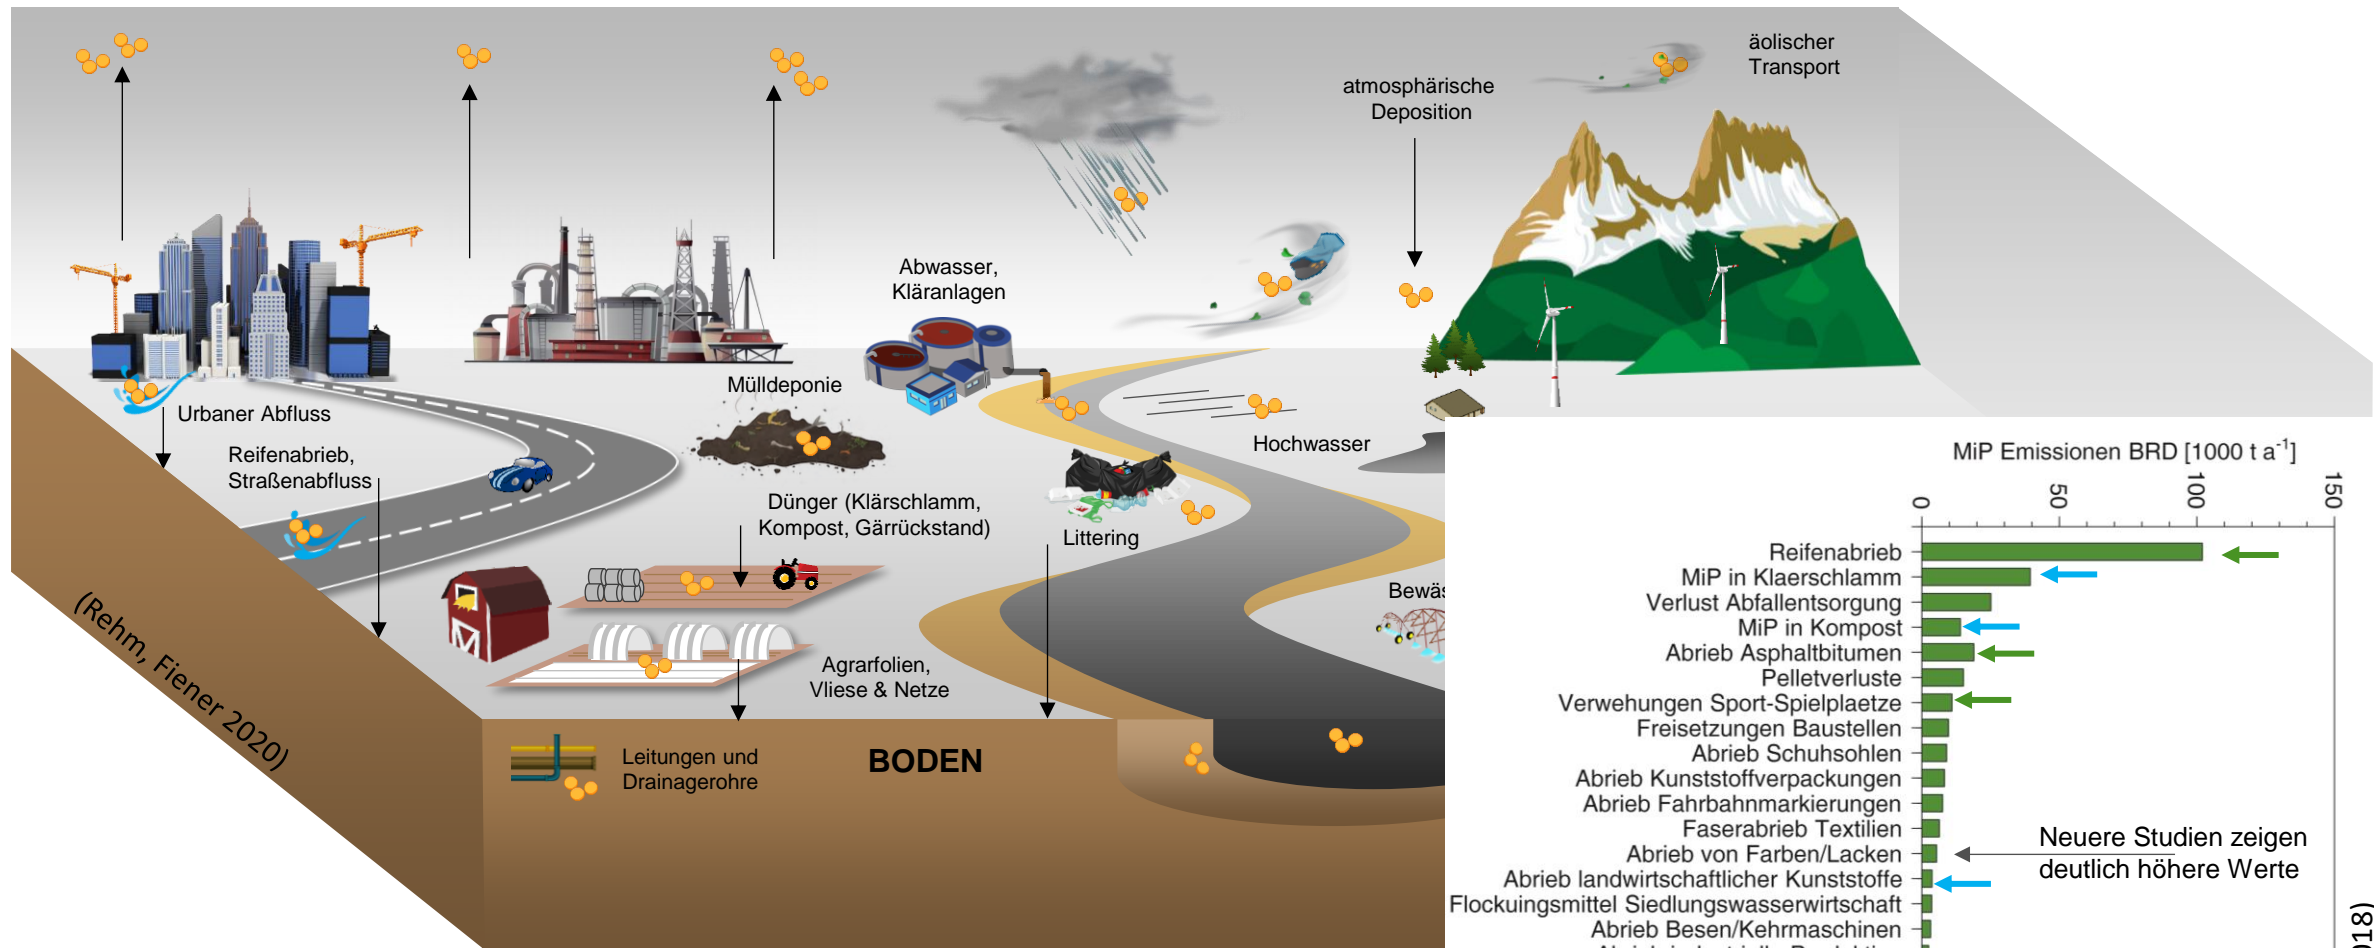 äolischer
Transport
atmosphärische
Deposition
Abwasser,
Kläranlagen
Mülldeponie
Urbaner Abfluss
Reifenabrieb,
Straßenabfluss
Hochwasser
Dünger (Klärschlamm,
Kompost, Gärrückstand)
Littering
Agrarfolien,
Vliese & Netze
Leitungen und
Drainagerohre
BODEN
(Rehm, Fiener 2020)
MiP Emissionen BRD [1000 t a⁻¹]
0 50 100 150
Reifenabrieb
MiP in Klaerschlamm
Verlust Abfallentsorgung
MiP in Kompost
Abrieb Asphaltbitumen
Pelletverluste
Verwehungen Sport-Spielplaetze
Freisetzungen Baustellen
Abrieb Schuhsohlen
Abrieb Kunststoffverpackungen
Abrieb Fahrbahnmarkierungen
Faserabrieb Textilien
Abrieb von Farben/Lacken
Abrieb landwirtschaftlicher Kunststoffe
Flockuingsmittel Siedlungswasserwirtschaft
Abrieb Besen/Kehrmaschinen
Neuere Studien zeigen
deutlich höhere Werte